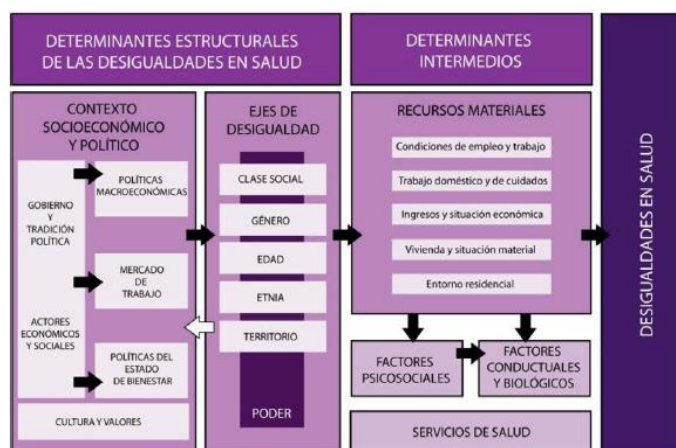 DETERMINANTES ESTRUCTURALES
DE LAS DESIGUALDADES EN SALUD
DETERMINANTES
INTERMEDIOS
CONTEXTO
SOCIOECONÓMICO
Y POLÍTICO
GOBIERNO
Y
TRADICIÓN
POLÍTICA
ACTORES
ECONÓMICOS
Y SOCIALES
POLÍTICAS
MACROECONÓMICAS
MERCADO
DE
TRABAJO
POLÍTICAS DEL
ESTADO
DE BIENESTAR
CULTURA Y VALORES
EJES DE
DESIGUALDAD
CLASE SOCIAL
GÉNERO
EDAD
ETNIA
TERRITORIO
PODER
RECURSOS MATERIALES
Condiciones de empleo y trabajo
Trabajo doméstico y de cuidados
Ingresos y situación económica
Vivienda y situación material
Entorno residencial
FACTORES
PSICOSOCIALES
FACTORES
CONDUCTUALES
Y BIOLÓGICOS
SERVICIOS DE SALUD
DESIGUALDADES EN SALUD